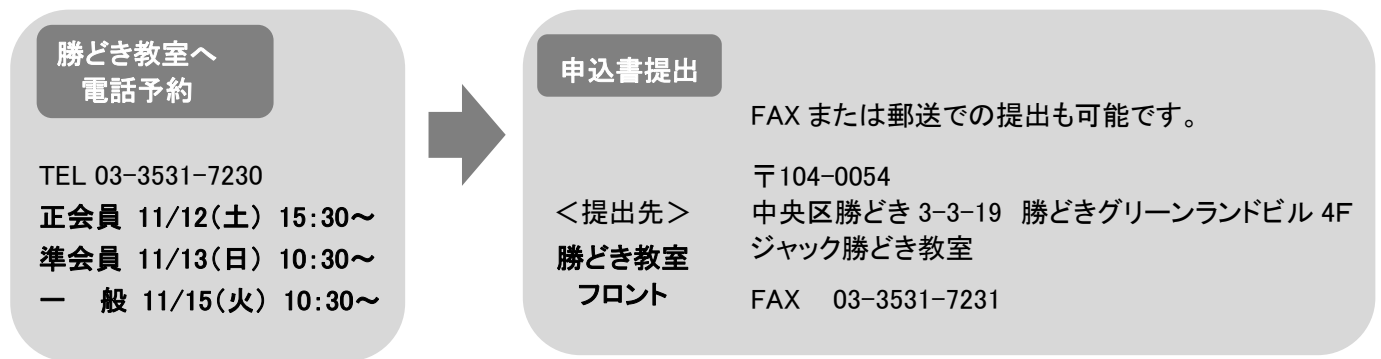 勝どき教室へ
電話予約
TEL 03-3531-7230
正会員 11/12(土) 15:30～
準会員 11/13(日) 10:30～
一　般 11/15(火) 10:30～
申込書提出
FAX または郵送での提出も可能です。
＜提出先＞
勝どき教室
フロント
〒104-0054
中央区勝どき 3-3-19　勝どきグリーンランドビル 4F
ジャック勝どき教室
FAX　03-3531-7231